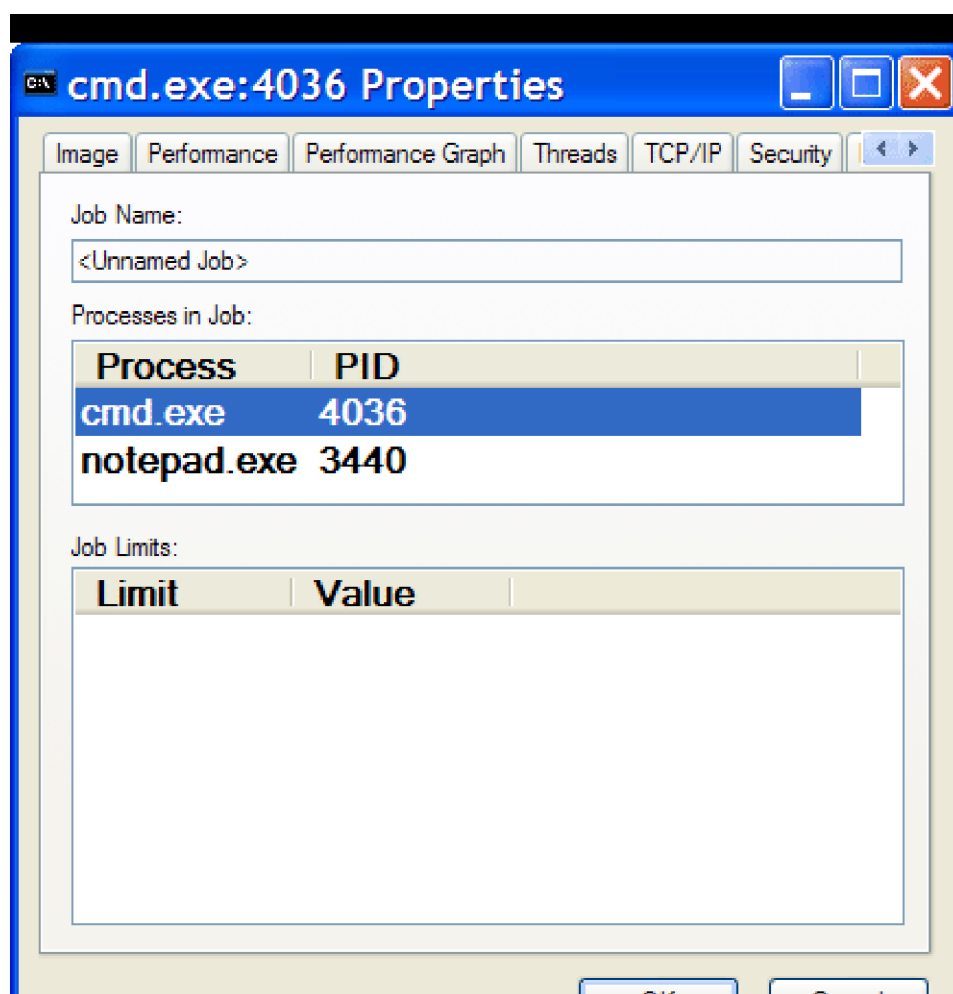 cmd.exe:4036 Properties
Image Performance Performance Graph Threads TCP/IP Security
Job Name:
<Unnamed Job>
Processes in Job:
Process PID
cmd.exe 4036
notepad.exe 3440
Job Limits:
Limit Value